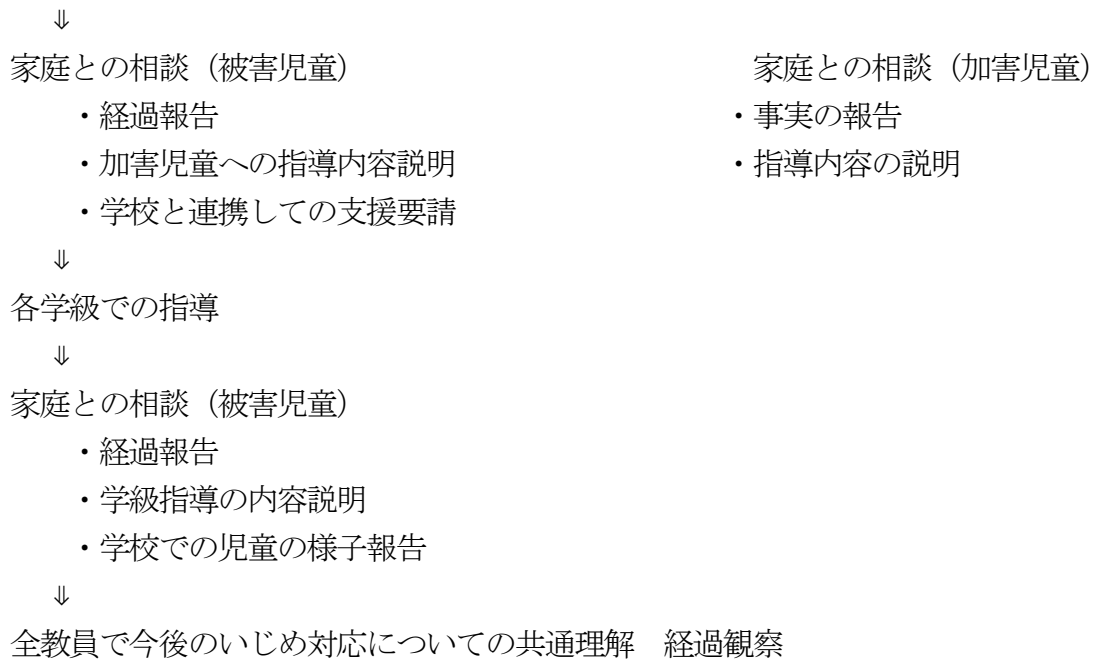 ⇓
家庭との相談（被害児童）　家庭との相談（加害児童）
・経過報告　・事実の報告
・加害児童への指導内容説明　・指導内容の説明
・学校と連携しての支援要請
⇓
各学級での指導
⇓
家庭との相談（被害児童）
・経過報告
・学級指導の内容説明
・学校での児童の様子報告
⇓
全教員で今後のいじめ対応についての共通理解　経過観察